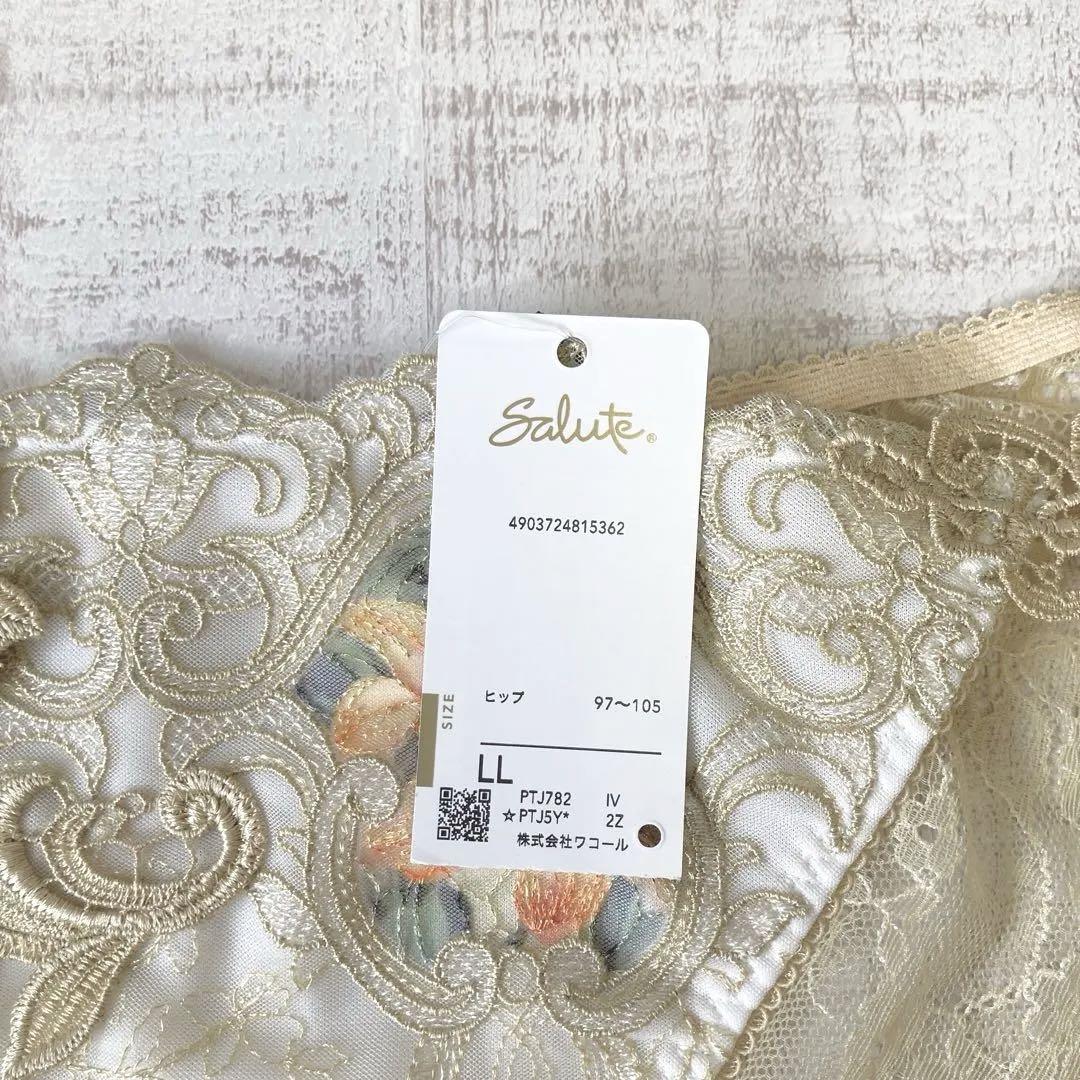 Salute®
4903724815362
SIZE
ヒップ 97〜105
LL
PTJ782 IV
☆PTJ5Y* 2Z
株式会社ワコール